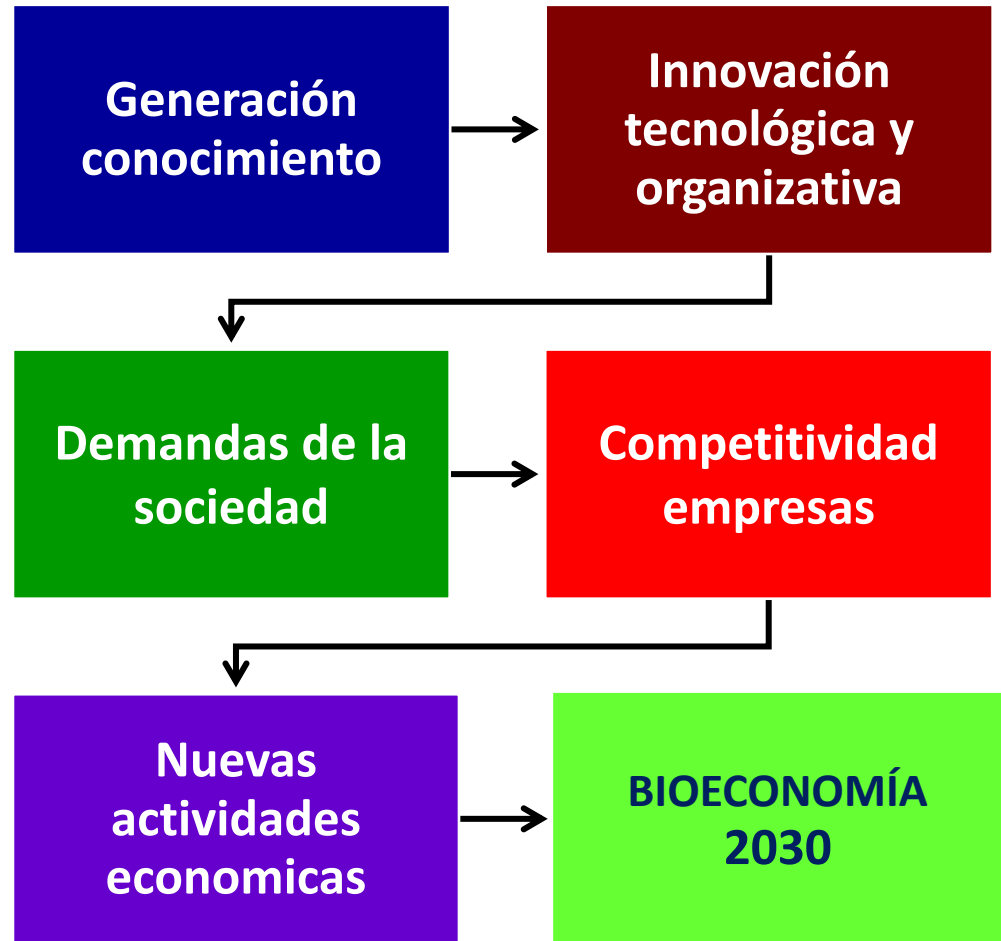 Generación
conocimiento
Innovación
tecnológica y
organizativa
Demandas de la
sociedad
Competitividad
empresas
Nuevas
actividades
economicas
BIOECONOMÍA
2030